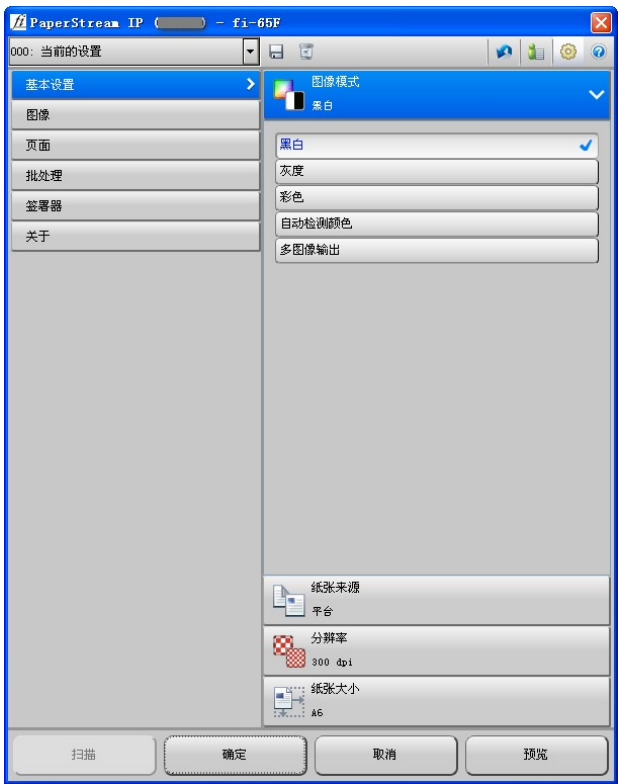 fi PaperStream IP ( ) - fi-65F
000: 当前的设置
基本设置
图像
页面
批处理
签署器
关于
图像模式
黑白
黑白
灰度
彩色
自动检测颜色
多图像输出
纸张来源
平台
分辨率
300 dpi
纸张大小
A6
扫描
确定
取消
预览